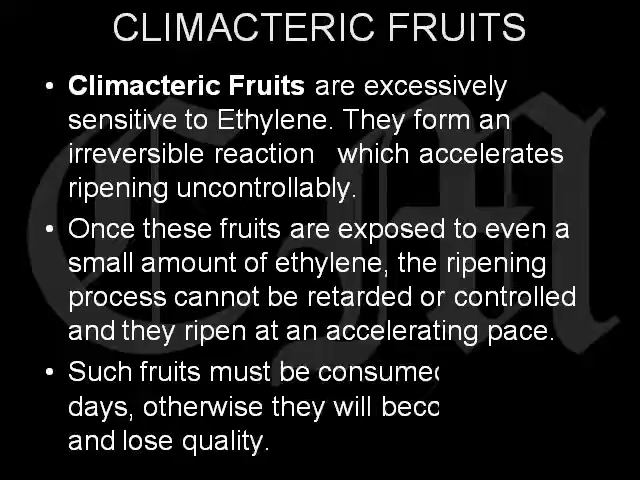 CLIMACTERIC FRUITS
• Climacteric Fruits are excessively
sensitive to Ethylene. They form an
irreversible reaction which accelerates
ripening uncontrollably.
• Once these fruits are exposed to even a
small amount of ethylene, the ripening
process cannot be retarded or controlled
and they ripen at an accelerating pace.
• Such fruits must be
days, otherwise they will
and lose quality.